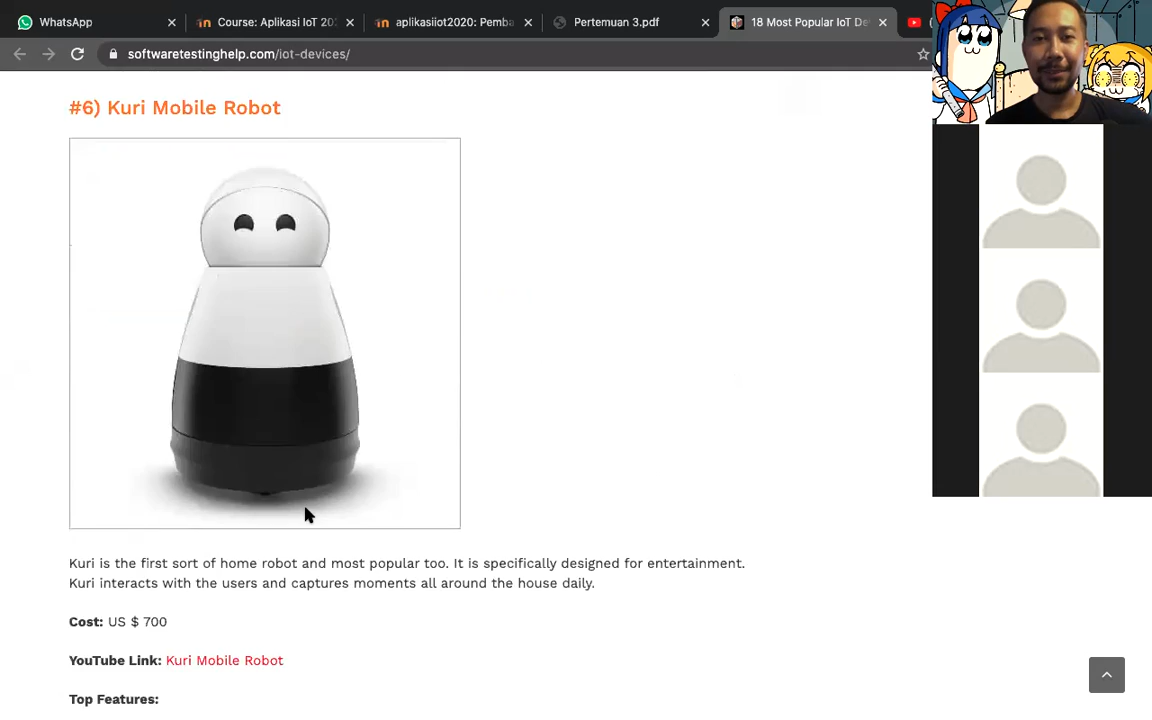 WhatsApp
Course: Aplikasi IoT 202
aplikasiiot2020: Pemba
Pertemuan 3.pdf
18 Most Popular IoT De
softwaretestinghelp.com/iot-devices/
#6) Kuri Mobile Robot
Kuri is the first sort of home robot and most popular too. It is specifically designed for entertainment.
Kuri interacts with the users and captures moments all around the house daily.
Cost: US $ 700
YouTube Link: Kuri Mobile Robot
Top Features: